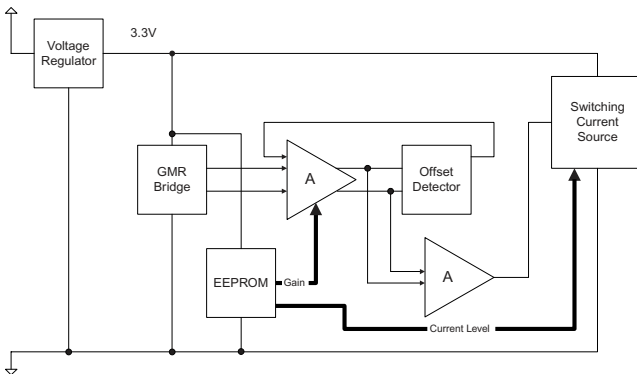 3.3V
Voltage
Regulator
Switching
Current
Source
GMR
Bridge
A
Offset
Detector
EEPROM
Gain
A
Current Level